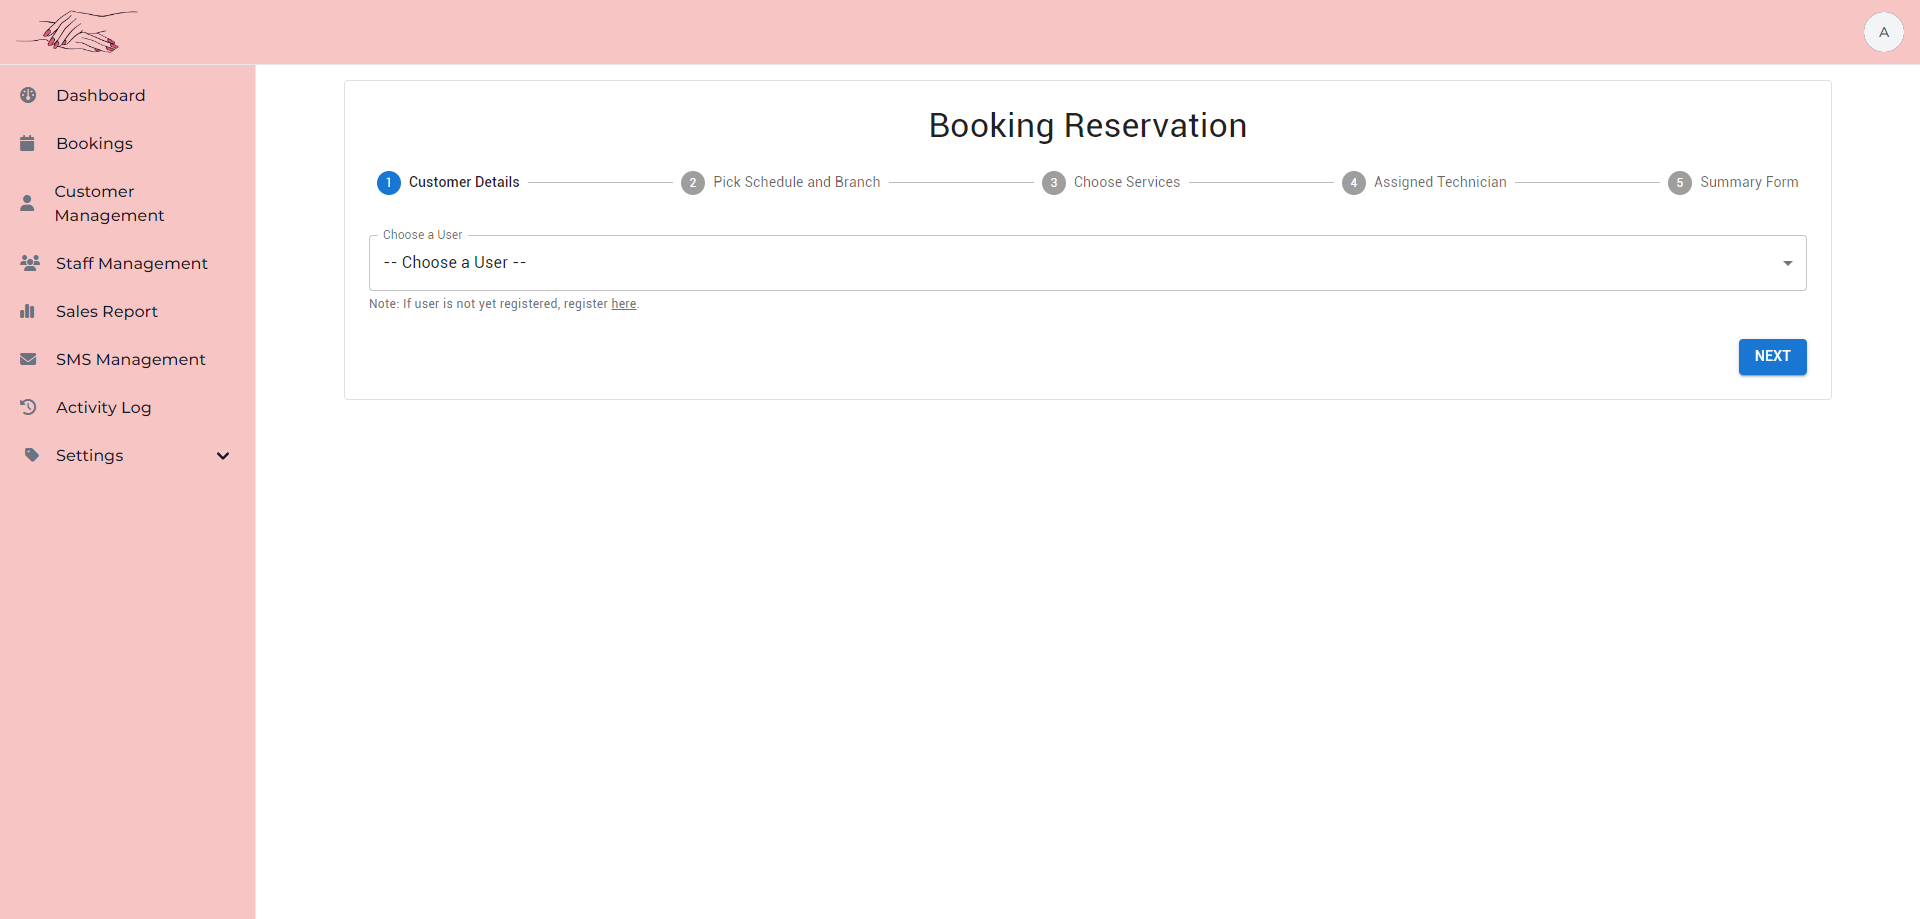 A
Dashboard
Bookings
Customer
Management
Staff Management
Sales Report
SMS Management
Activity Log
Settings
Booking Reservation
1 Customer Details
2 Pick Schedule and Branch
3 Choose Services
4 Assigned Technician
5 Summary Form
Choose a User
-- Choose a User --
Note: If user is not yet registered, register here.
NEXT